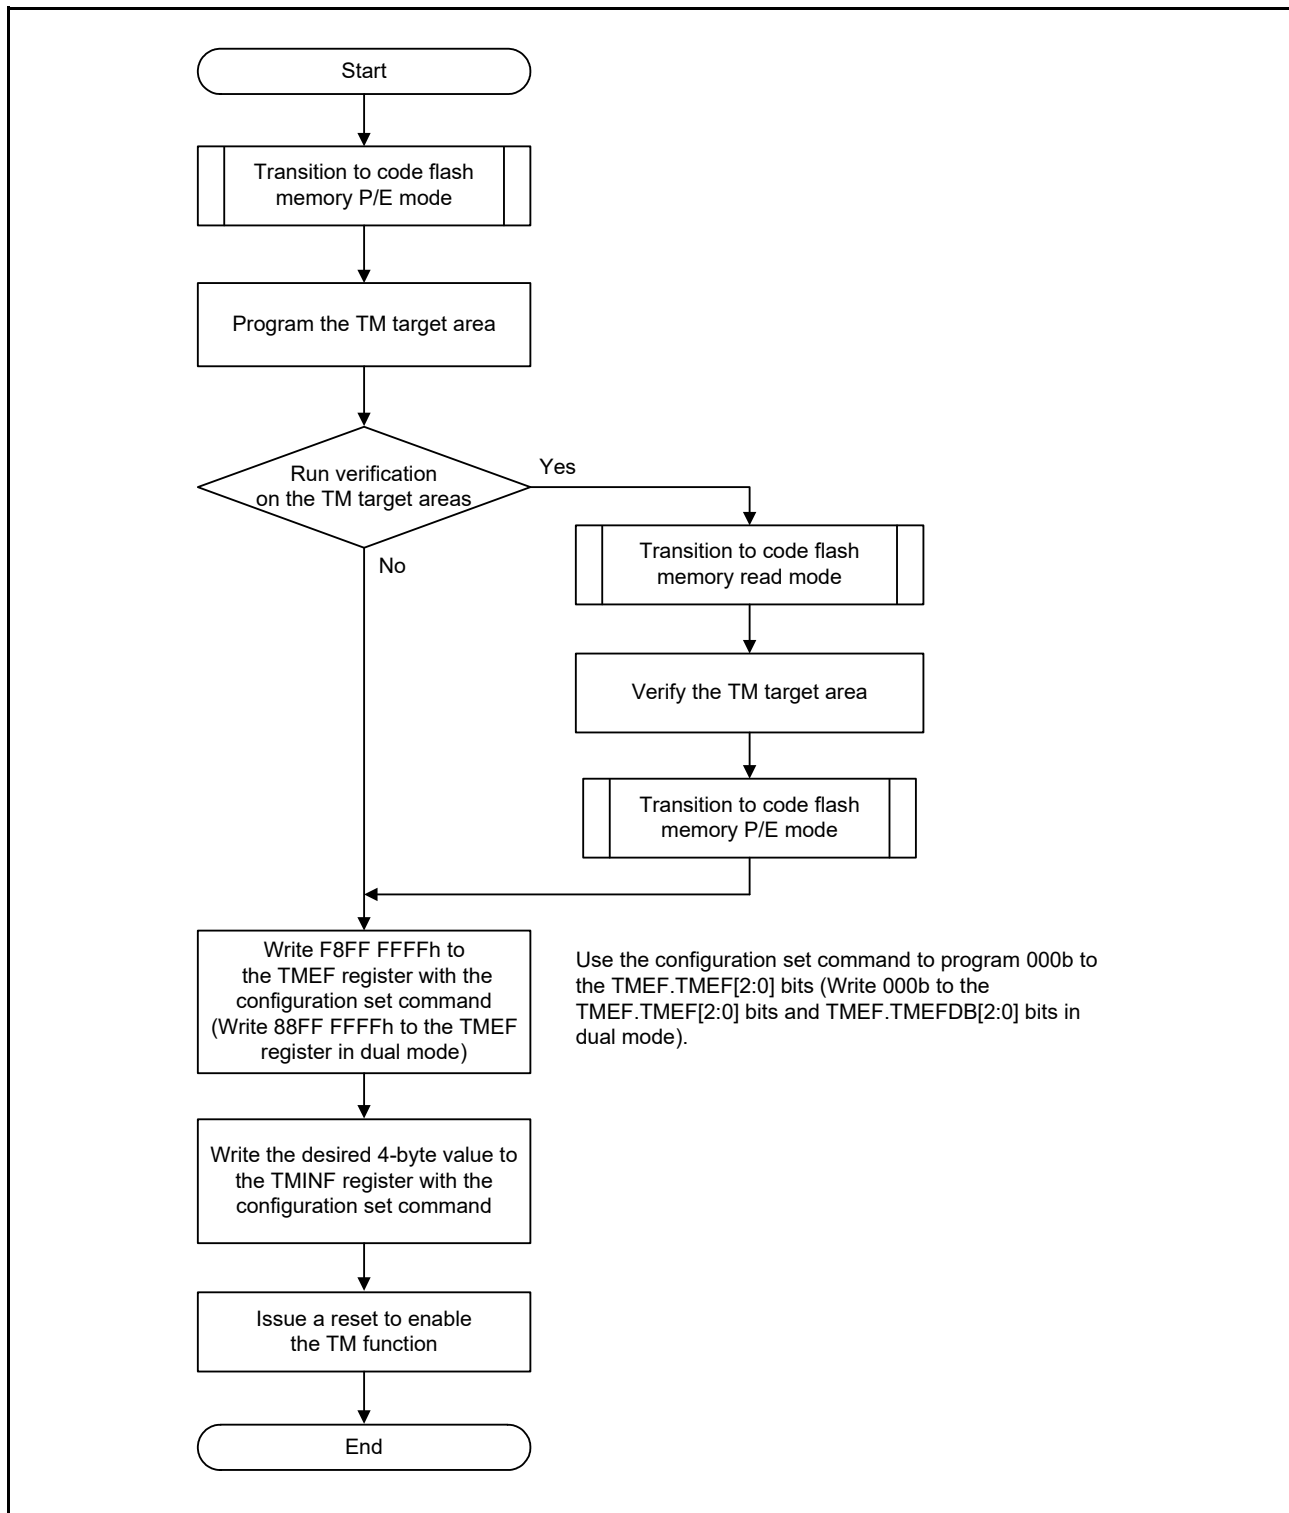 Start
Transition to code flash
memory P/E mode
Program the TM target area
Run verification
on the TM target areas
Yes
No
Transition to code flash
memory read mode
Verify the TM target area
Transition to code flash
memory P/E mode
Write F8FF FFFFh to
the TMEF register with the
configuration set command
(Write 88FF FFFFh to the TMEF
register in dual mode)
Use the configuration set command to program 000b to
the TMEF.TMEF[2:0] bits (Write 000b to the
TMEF.TMEF[2:0] bits and TMEF.TMEFDB[2:0] bits in
dual mode).
Write the desired 4-byte value to
the TMINF register with the
configuration set command
Issue a reset to enable
the TM function
End